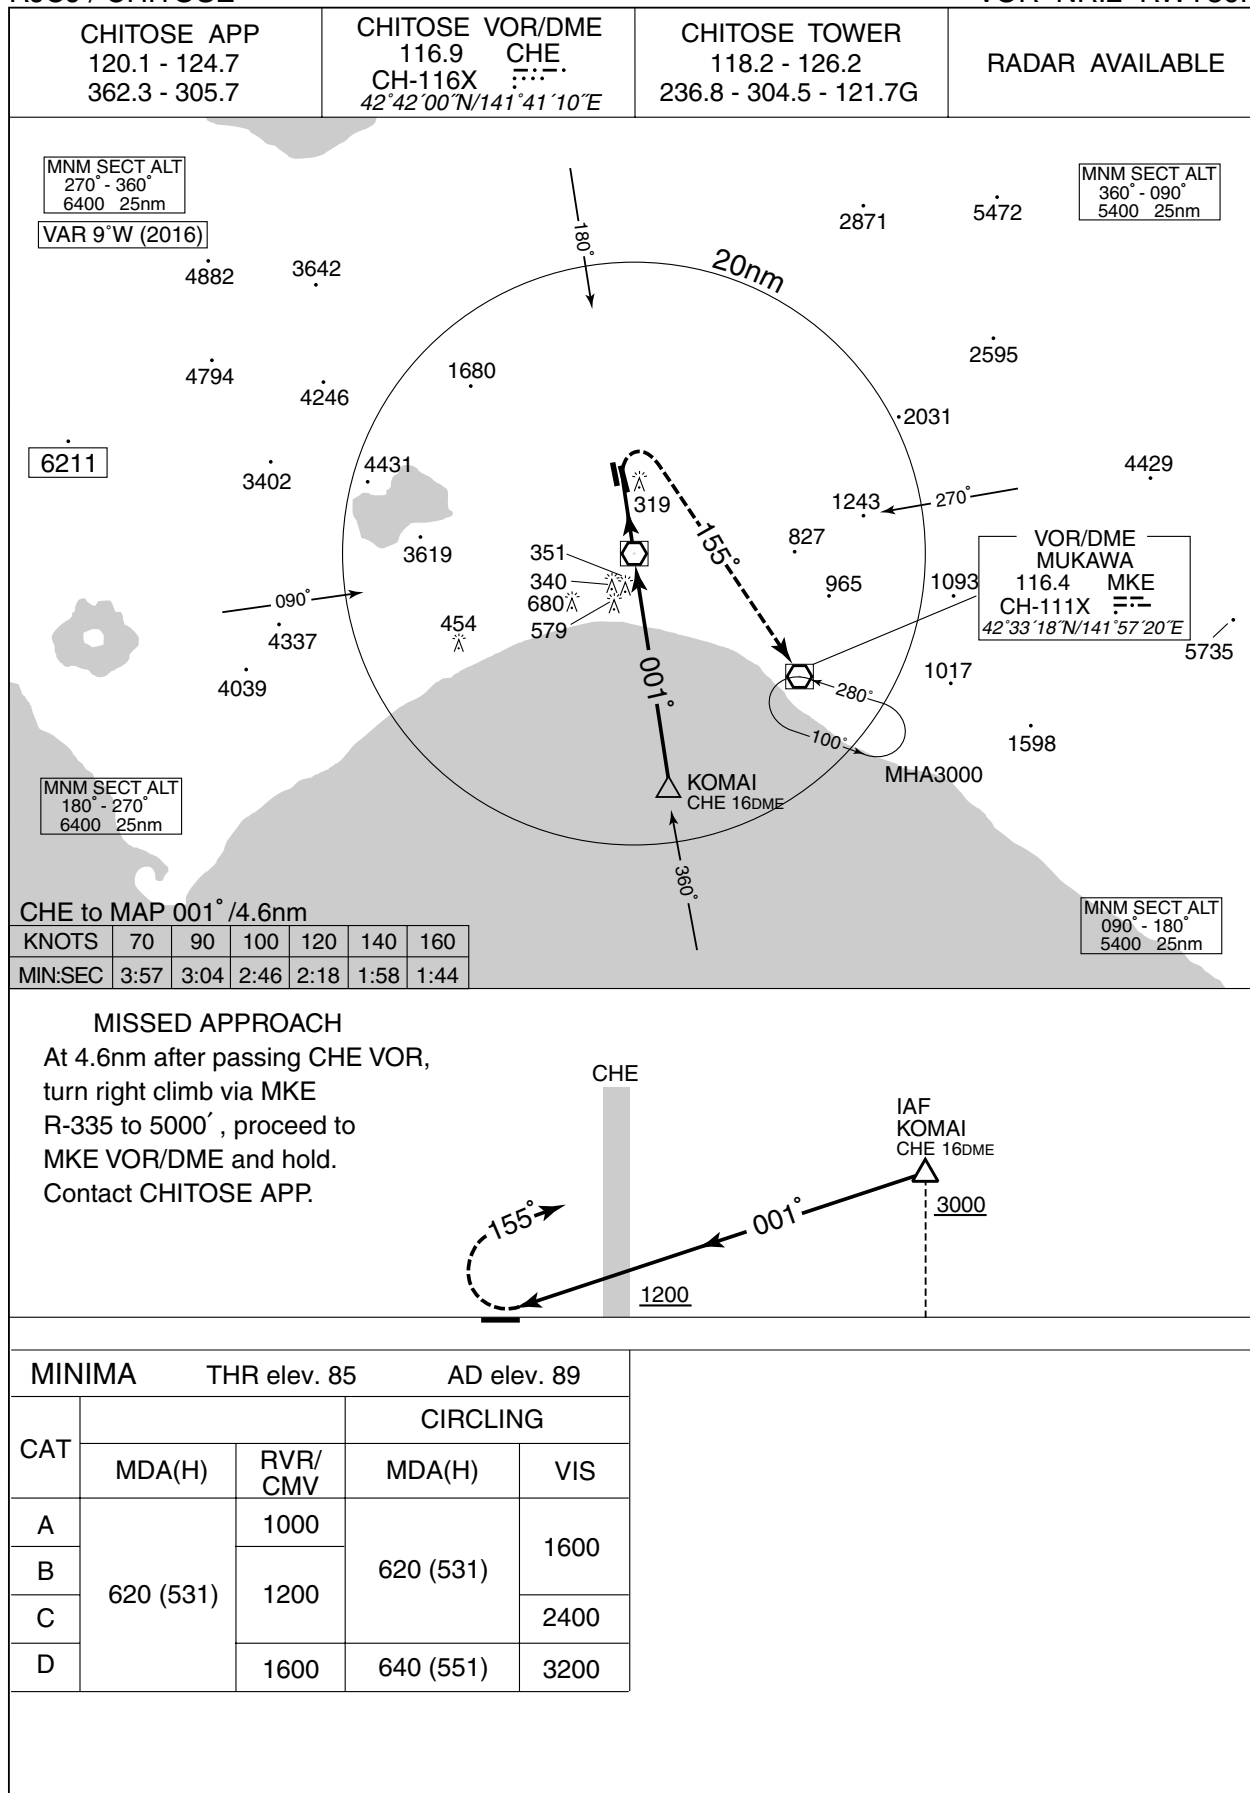 CHITOSE APP
120.1 - 124.7
362.3 - 305.7
CHITOSE VOR/DME
116.9 CHE
CH-116X
42°42′00″N/141°41′10″E
CHITOSE TOWER
118.2 - 126.2
236.8 - 304.5 - 121.7G
RADAR AVAILABLE
MNM SECT ALT
270° - 360°
6400 25nm
VAR 9°W (2016)
MNM SECT ALT
360° - 090°
5400 25nm
180°
20nm
2871
5472
4882
3642
2595
4794
4246
1680
2031
6211
3402
4431
319
4429
1243
270°
155°
827
3619
351
340
680
579
965
1093
VOR/DME
MUKAWA
116.4 MKE
CH-111X
42°33′18″N/141°57′20″E
090°
4337
454
5735
4039
001°
1017
280°
100°
1598
MHA3000
KOMAI
CHE 16DME
MNM SECT ALT
180° - 270°
6400 25nm
360°
MNM SECT ALT
090° - 180°
5400 25nm
CHE to MAP 001°/4.6nm
KNOTS 70 90 100 120 140 160
MIN:SEC 3:57 3:04 2:46 2:18 1:58 1:44
MISSED APPROACH
At 4.6nm after passing CHE VOR,
turn right climb via MKE
R-335 to 5000′, proceed to
MKE VOR/DME and hold.
Contact CHITOSE APP.
CHE
IAF
KOMAI
CHE 16DME
3000
001°
155°
1200
MINIMA THR elev. 85 AD elev. 89
CAT
CIRCLING
MDA(H) RVR/ MDA(H) VIS
CMV
A 620 (531) 1000 620 (531) 1600
B 1200
C 2400
D 1600 640 (551) 3200